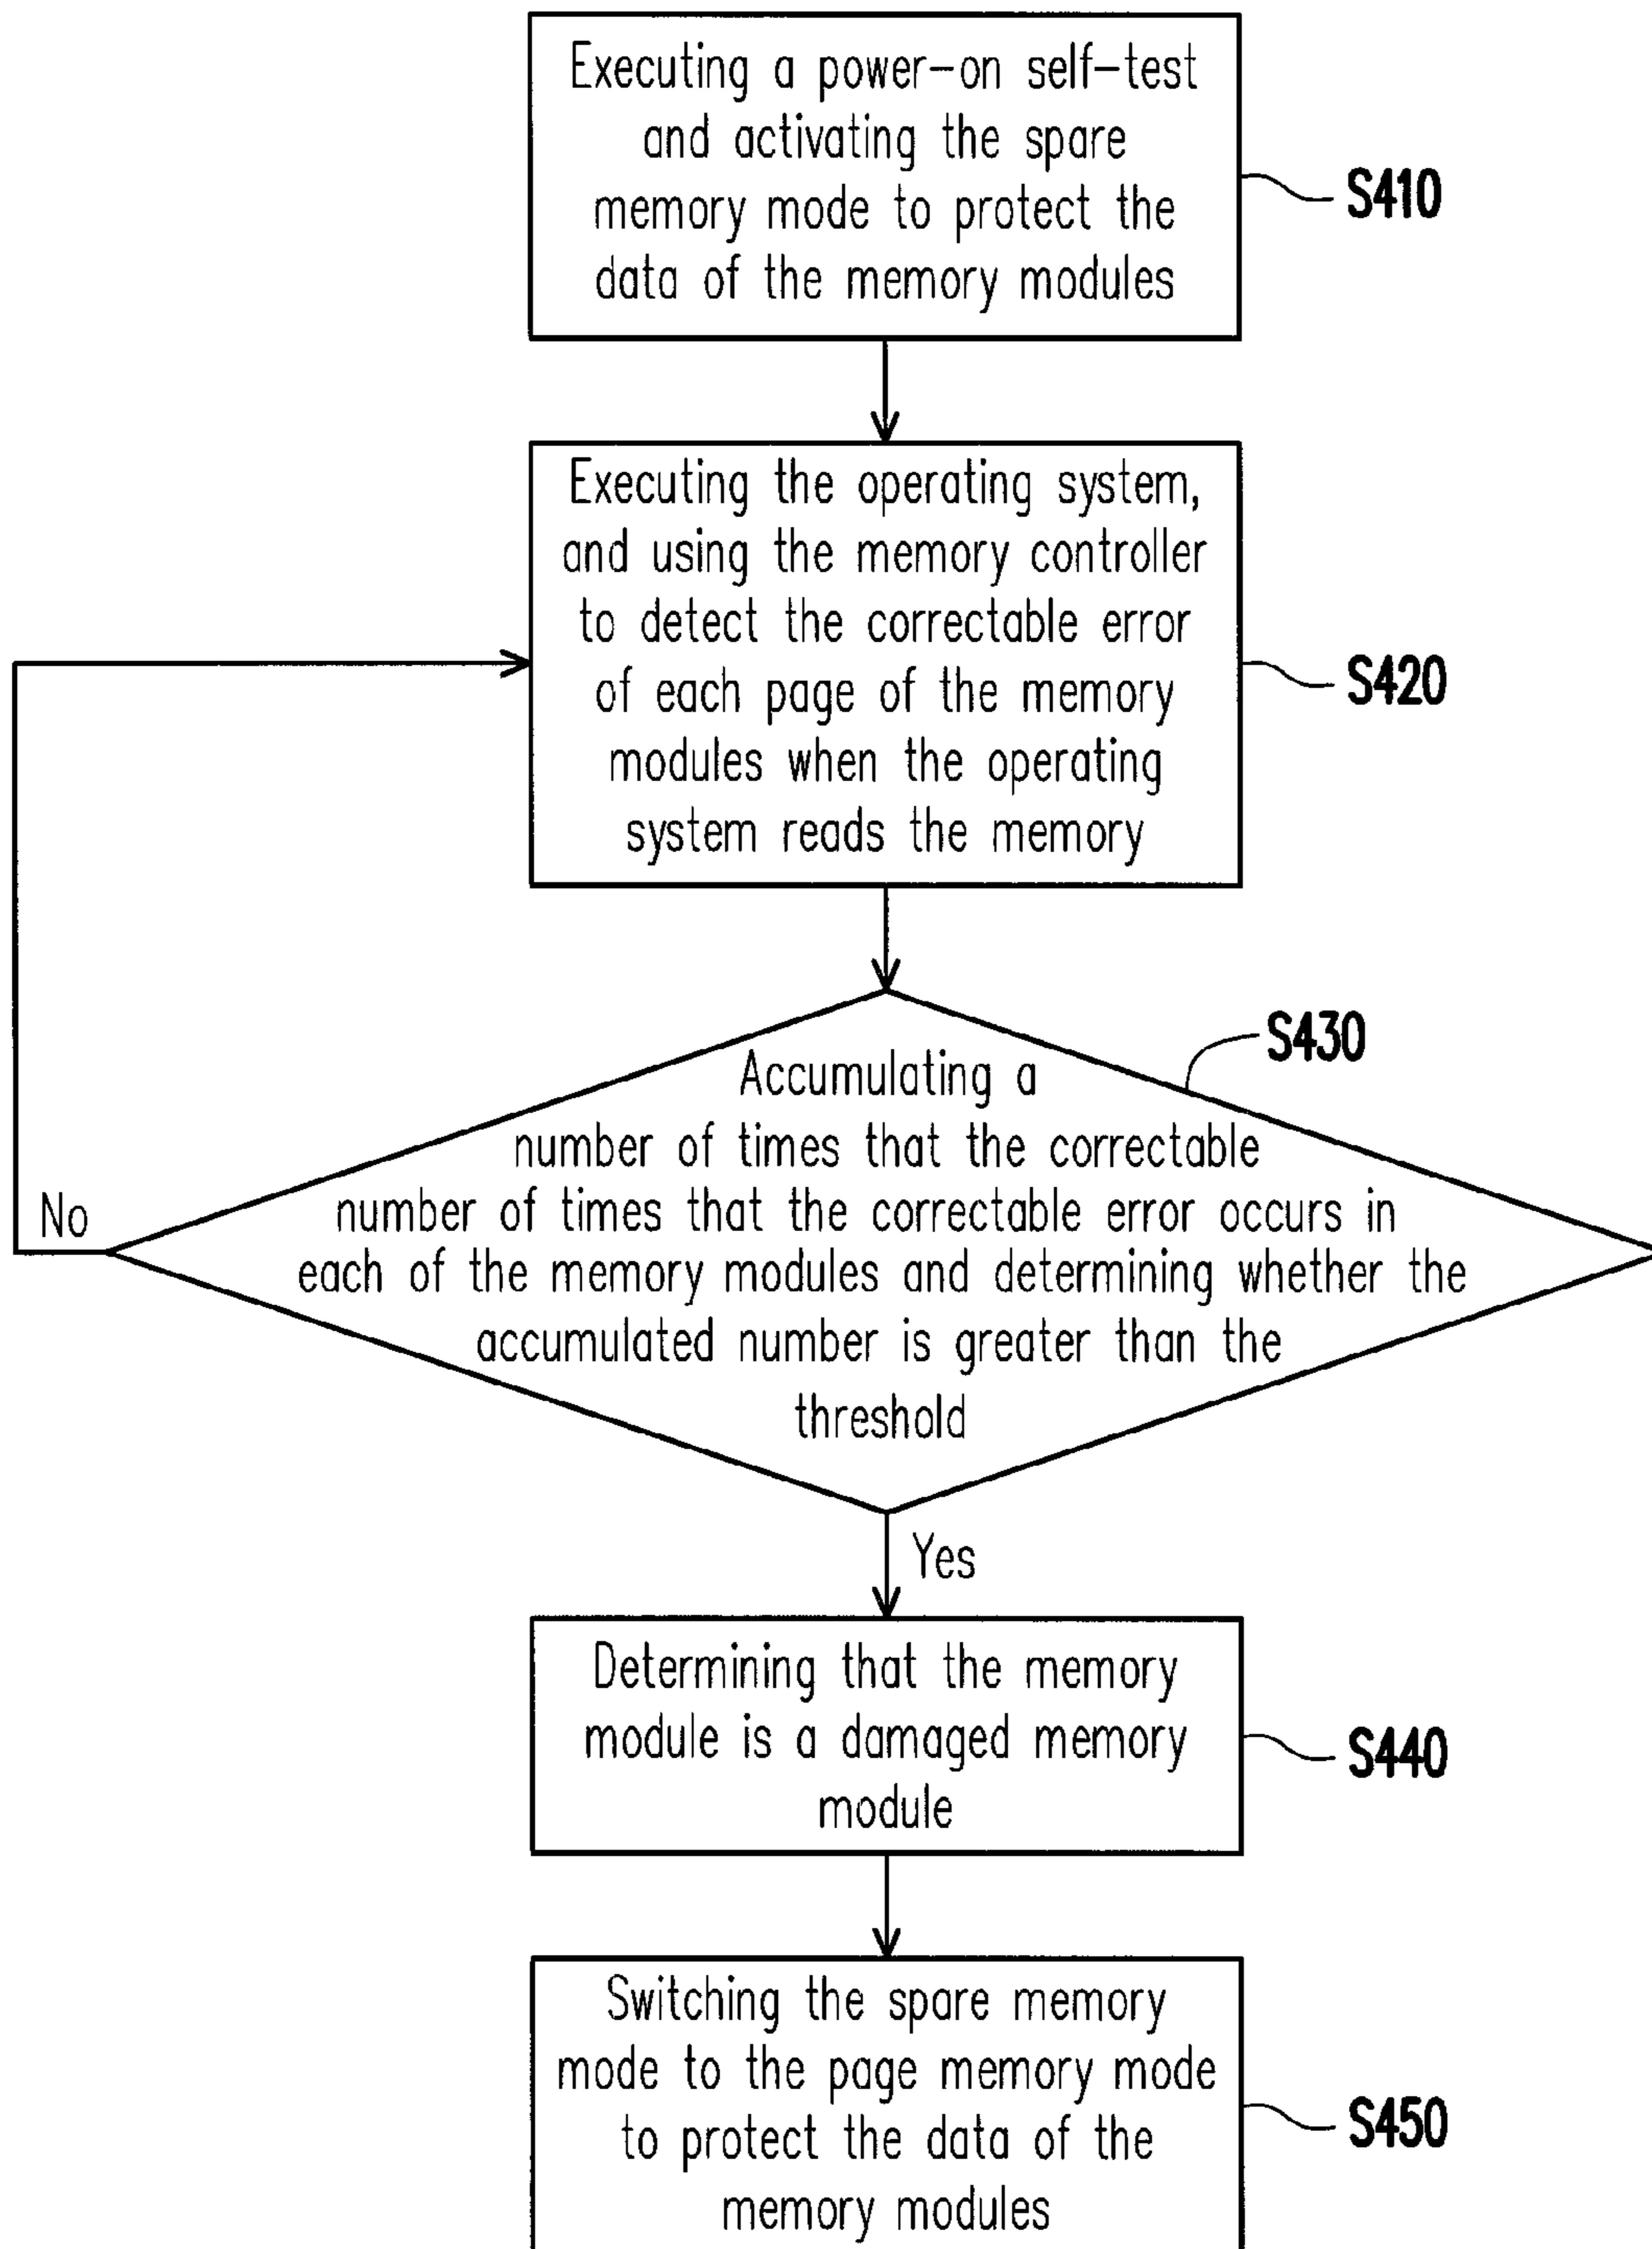 Executing a power-on self-test
and activating the spare
memory mode to protect the
data of the memory modules
S410
Executing the operating system,
and using the memory controller
to detect the correctable error
of each page of the memory
modules when the operating
system reads the memory
S420
S430
Accumulating a
number of times that the correctable
number of times that the correctable error occurs in
each of the memory modules and determining whether the
accumulated number is greater than the
threshold
No
Yes
Determining that the memory
module is a damaged memory
module
S440
Switching the spare memory
mode to the page memory mode
to protect the data of the
memory modules
S450